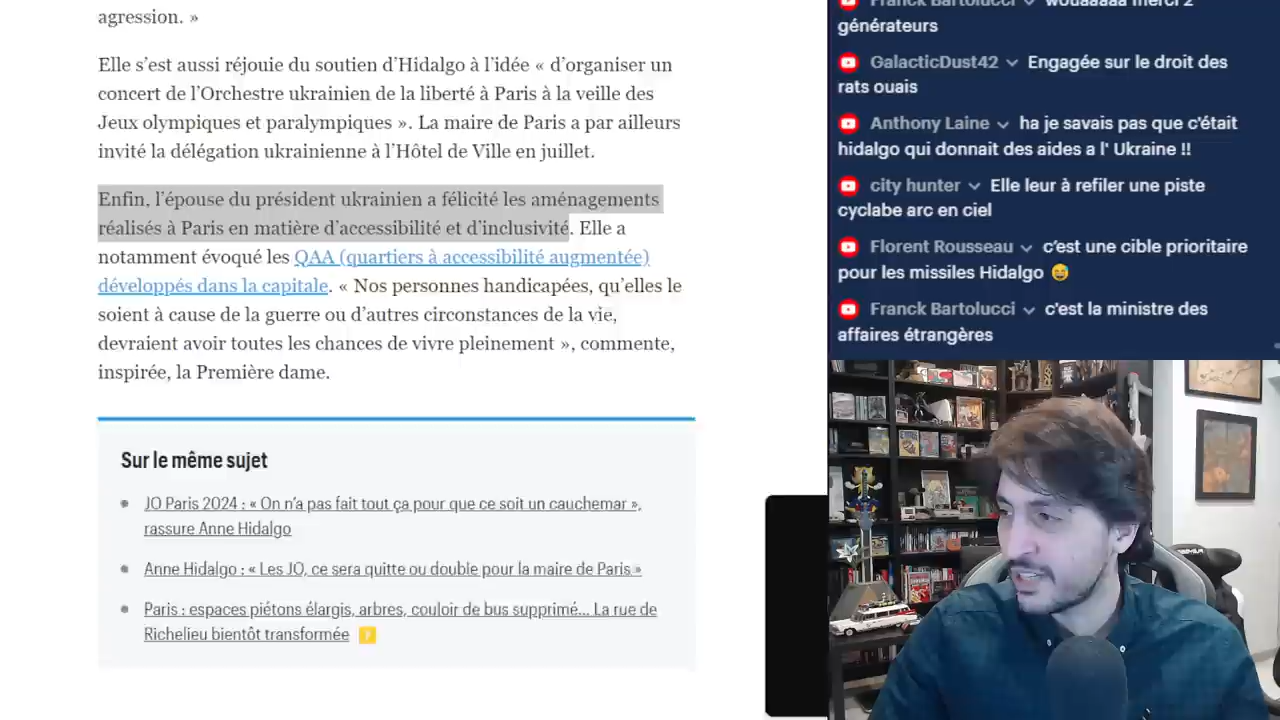 agression. »
Elle s’est aussi réjouie du soutien d’Hidalgo à l’idée « d’organiser un
concert de l’Orchestre ukrainien de la liberté à Paris à la veille des
Jeux olympiques et paralympiques ». La maire de Paris a par ailleurs
invité la délégation ukrainienne à l’Hôtel de Ville en juillet.
Enfin, l’épouse du président ukrainien a félicité les aménagements
réalisés à Paris en matière d’accessibilité et d’inclusivité. Elle a
notamment évoqué les QAA (quartiers à accessibilité augmentée)
développés dans la capitale. « Nos personnes handicapées, qu’elles le
soient à cause de la guerre ou d’autres circonstances de la vie,
devraient avoir toutes les chances de vivre pleinement », commente,
inspirée, la Première dame.
Sur le même sujet
JO Paris 2024 : « On n’a pas fait tout ça pour que ce soit un cauchemar »,
rassure Anne Hidalgo
Anne Hidalgo : « Les JO, ce sera quitte ou double pour la maire de Paris »
Paris : espaces piétons élargis, arbres, couloir de bus supprimé... La rue de
Richelieu bientôt transformée
Franck Bartolucci wouaaaaa merci 2
générateurs
GalacticDust42 Engagée sur le droit des
rats ouais
Anthony Laine ha je savais pas que c'était
hidalgo qui donnait des aides a l' Ukraine !!
city hunter Elle leur à refiler une piste
cyclabe arc en ciel
Florent Rousseau c’est une cible prioritaire
pour les missiles Hidalgo 😅
Franck Bartolucci c'est la ministre des
affaires étrangères